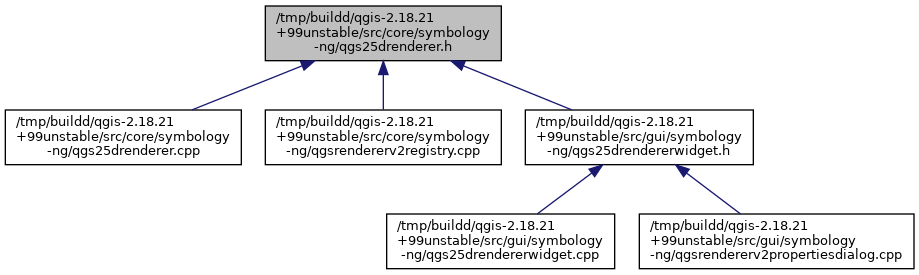 /tmp/buildd/qgis-2.18.21
+99unstable/src/core/symbology
-ng/qgs25drenderer.h
/tmp/buildd/qgis-2.18.21
+99unstable/src/core/symbology
-ng/qgs25drenderer.cpp
/tmp/buildd/qgis-2.18.21
+99unstable/src/core/symbology
-ng/qgsrendererv2registry.cpp
/tmp/buildd/qgis-2.18.21
+99unstable/src/gui/symbology
-ng/qgs25drendererwidget.h
/tmp/buildd/qgis-2.18.21
+99unstable/src/gui/symbology
-ng/qgs25drendererwidget.cpp
/tmp/buildd/qgis-2.18.21
+99unstable/src/gui/symbology
-ng/qgsrendererv2propertiesdialog.cpp